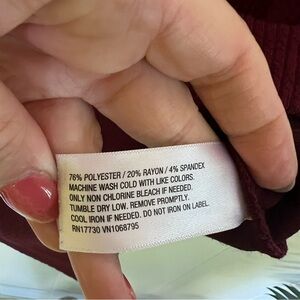 76% POLYESTER / 20% RAYON / 4% SPANDEX
MACHINE WASH COLD WITH LIKE COLORS.
ONLY NON CHLORINE BLEACH IF NEEDED.
TUMBLE DRY LOW. REMOVE PROMPTLY.
COOL IRON IF NEEDED. DO NOT IRON ON LABEL.
RN17730 VN1068795